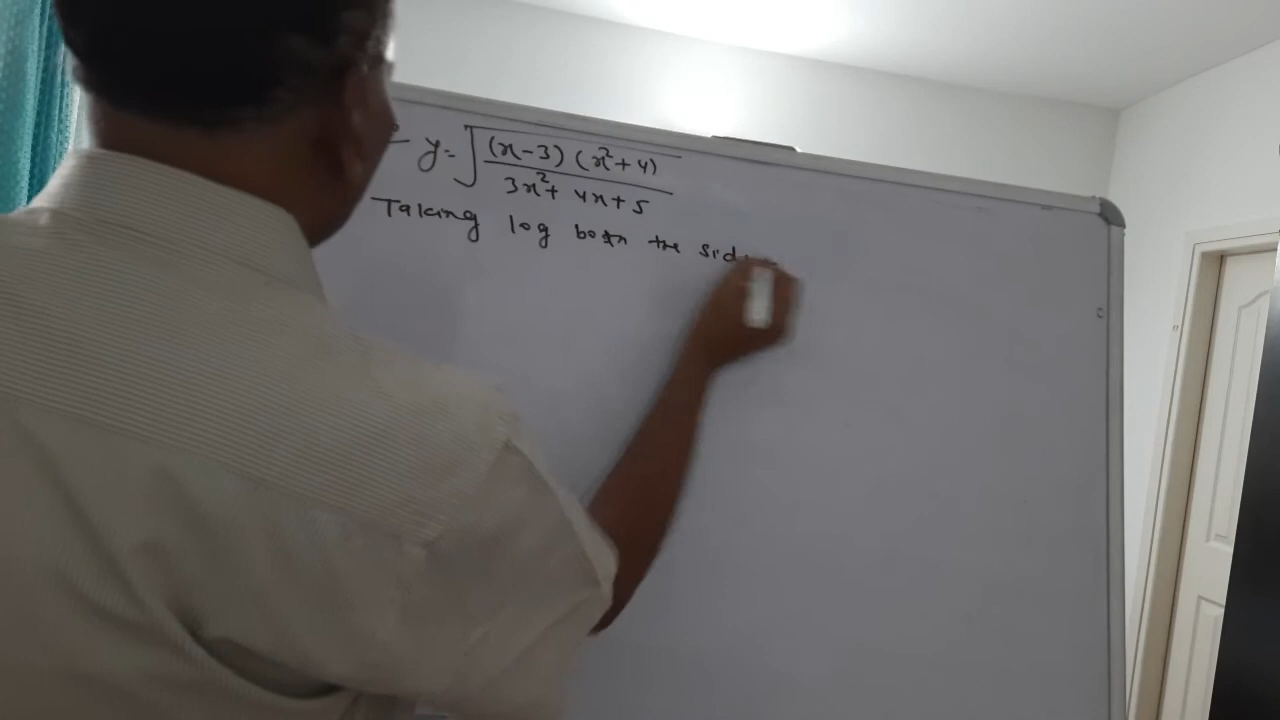 y = √((x-3)(x²+4) / 3x²+4x+5)
Taking log both the